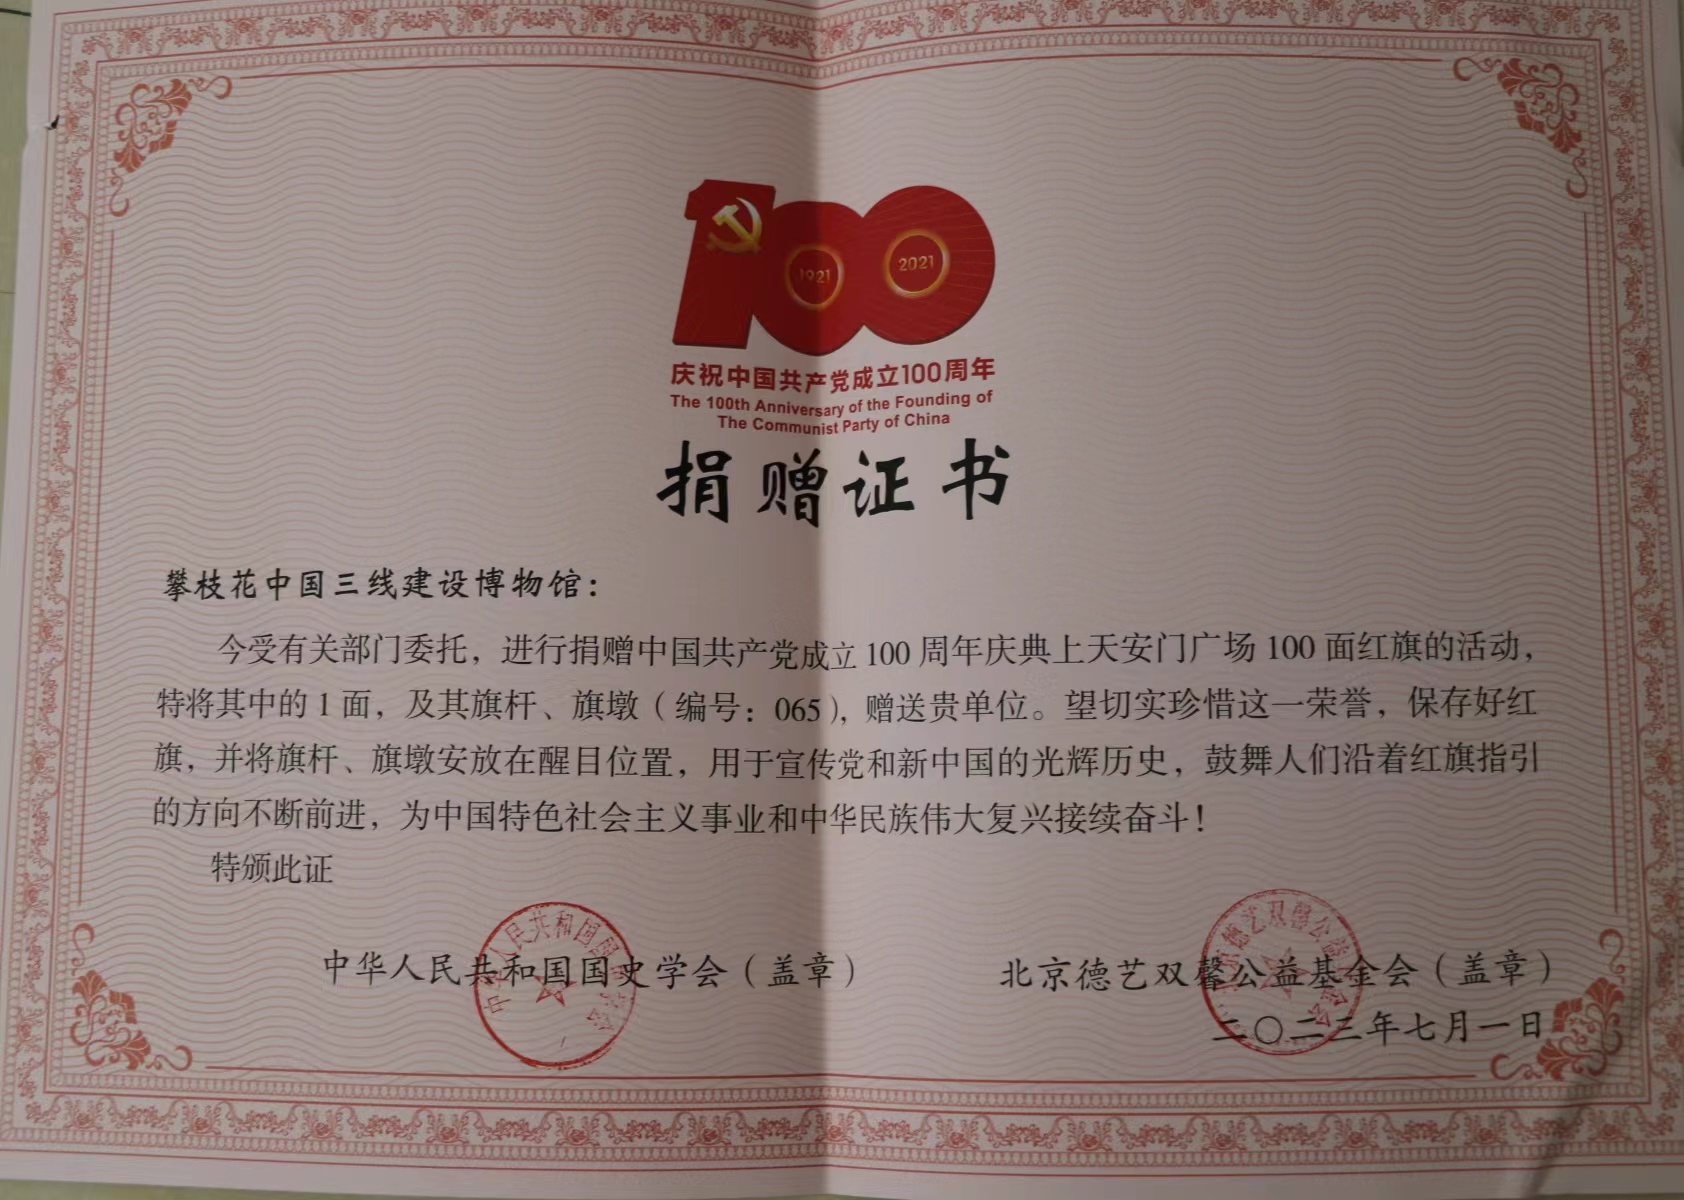 1921
2021
庆祝中国共产党成立100周年
The 100th Anniversary of the Founding of
The Communist Party of China
捐赠证书
攀枝花中国三线建设博物馆：
今受有关部门委托，进行捐赠中国共产党成立100周年庆典上天安门广场100面红旗的活动，
特将其中的1面，及其旗杆、旗墩（编号：065），赠送贵单位。望切实珍惜这一荣誉，保存好红
旗，并将旗杆、旗墩安放在醒目位置，用于宣传党和新中国的光辉历史，鼓舞人们沿着红旗指引
的方向不断前进，为中国特色社会主义事业和中华民族伟大复兴接续奋斗！
特颁此证
中华人民共和国国史学会（盖章）
北京德艺双馨公益基金会（盖章）
二〇二三年七月一日